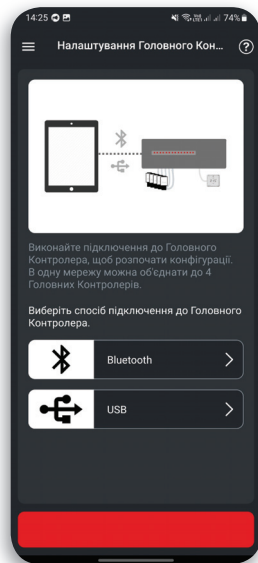 14:25 74%
Налаштування Головного Кон...
Виконайте підключення до Головного
Контролера, щоб розпочати конфігурації.
В одну мережу можна об'єднати до 4
Головних Контролерів.
Виберіть спосіб підключення до Головного
Контролера.
Bluetooth
USB